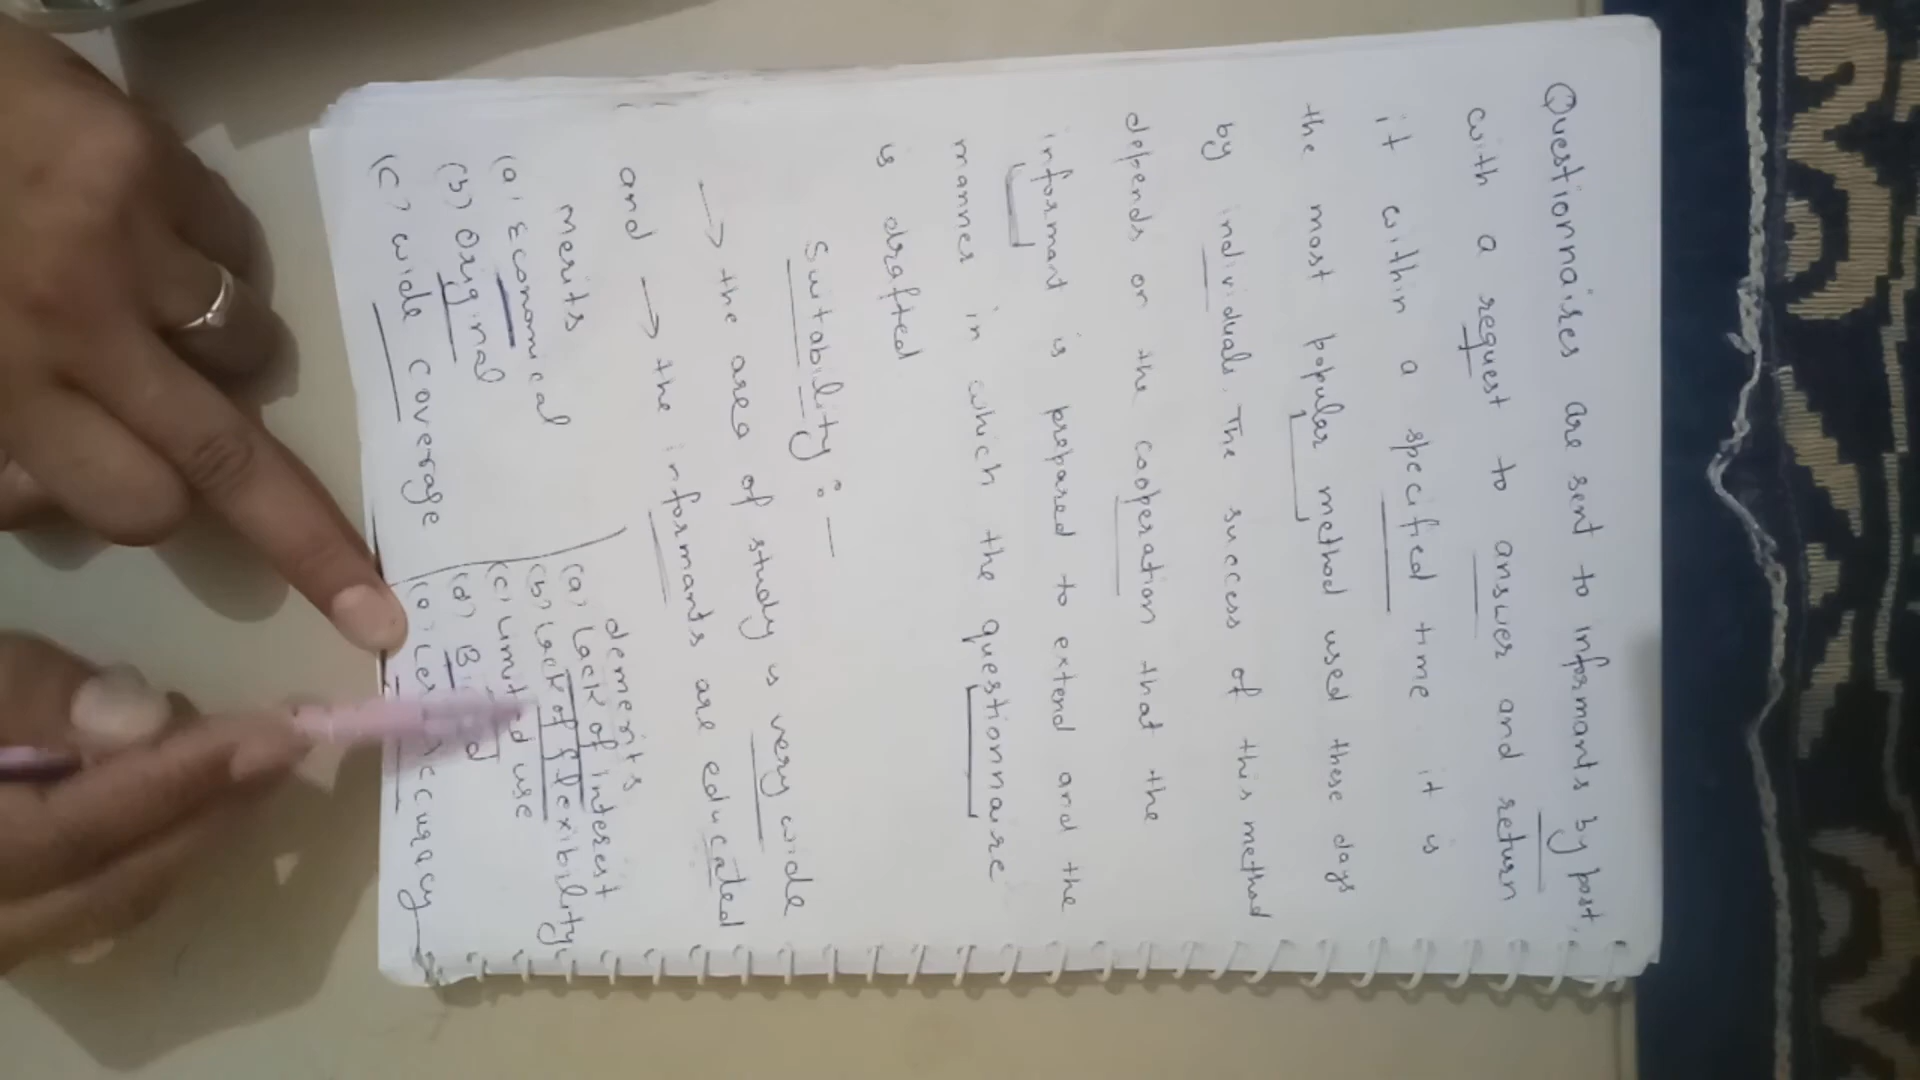 Questionnaires are sent to informants by post,
with a request to answer and return
it within a specified time. it is
the most popular method used these days
by individuals. The success of this method
depends on the cooperation that the
informant is prepared to extend and the
manner in which the questionnaire
is drafted
Suitability : —
→ the area of study is very wide
and → the informants are educated
merits
(a) Economical
(b) Original
(c) wide coverage
demerits
(a) Lack of interest
(b) Lack of flexibility
(c) Limited use
(d)
(e) Less Accuracy